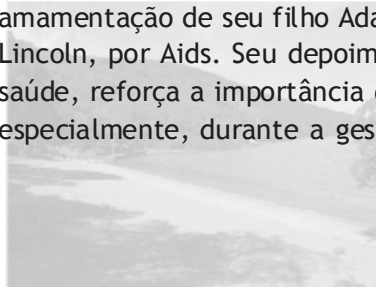 amamentação de seu filho Ada
Lincoln, por Aids. Seu depoim
saúde, reforça a importância
especialmente, durante a ges